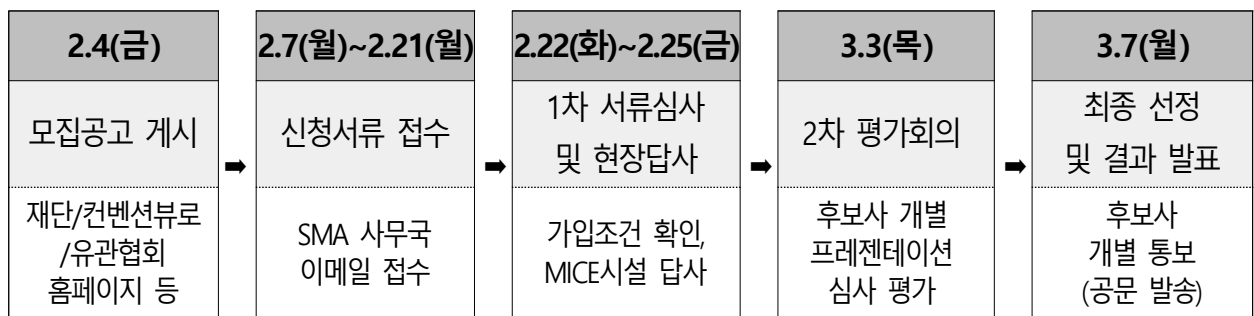 2.4(금)
모집공고 게시
재단/컨벤션뷰로
/유관협회
홈페이지 등
➡
2.7(월)~2.21(월)
신청서류 접수
SMA 사무국
이메일 접수
➡
2.22(화)~2.25(금)
1차 서류심사
및 현장답사
가입조건 확인,
MICE시설 답사
➡
3.3(목)
2차 평가회의
후보사 개별
프레젠테이션
심사 평가
➡
3.7(월)
최종 선정
및 결과 발표
후보사
개별 통보
(공문 발송)